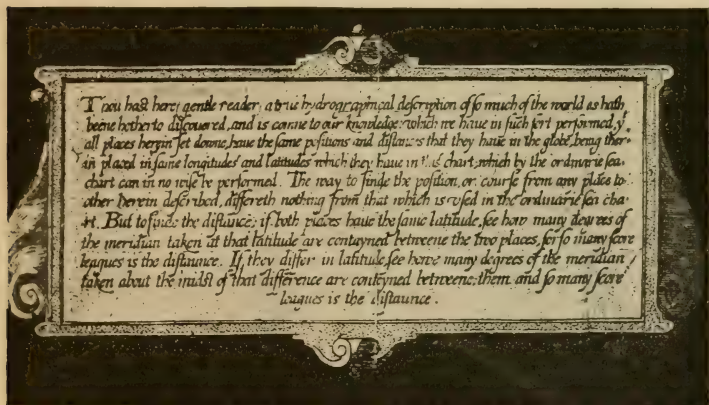 Thou hast here, gentle reader, a true hydrographical description of so much of the world as hath
beene hetherto discovered, and is comme to our knowledge: which we have in such sort performed, yt
all places herein set downe, have the same positions and distances that they have in the globe, being ther-
in placed in same longitudes and latitudes which they have in this chart, which by the ordinarie sea
chart can in no wise be performed. The way to finde the position, or course from any place to
other herein described, differeth nothing from that which is used in the ordinarie sea cha-
rt. But to finde the distance; if both places have the same latitude, see how many degrees of
the meridian taken at that latitude are contayned betweene the two places, for so many score
leagues is the distaunce. If they differ in latitude, see howe many degrees of the meridian
taken about the midst of that difference are conteyned betweene them and so many score
leagues is the distaunce.